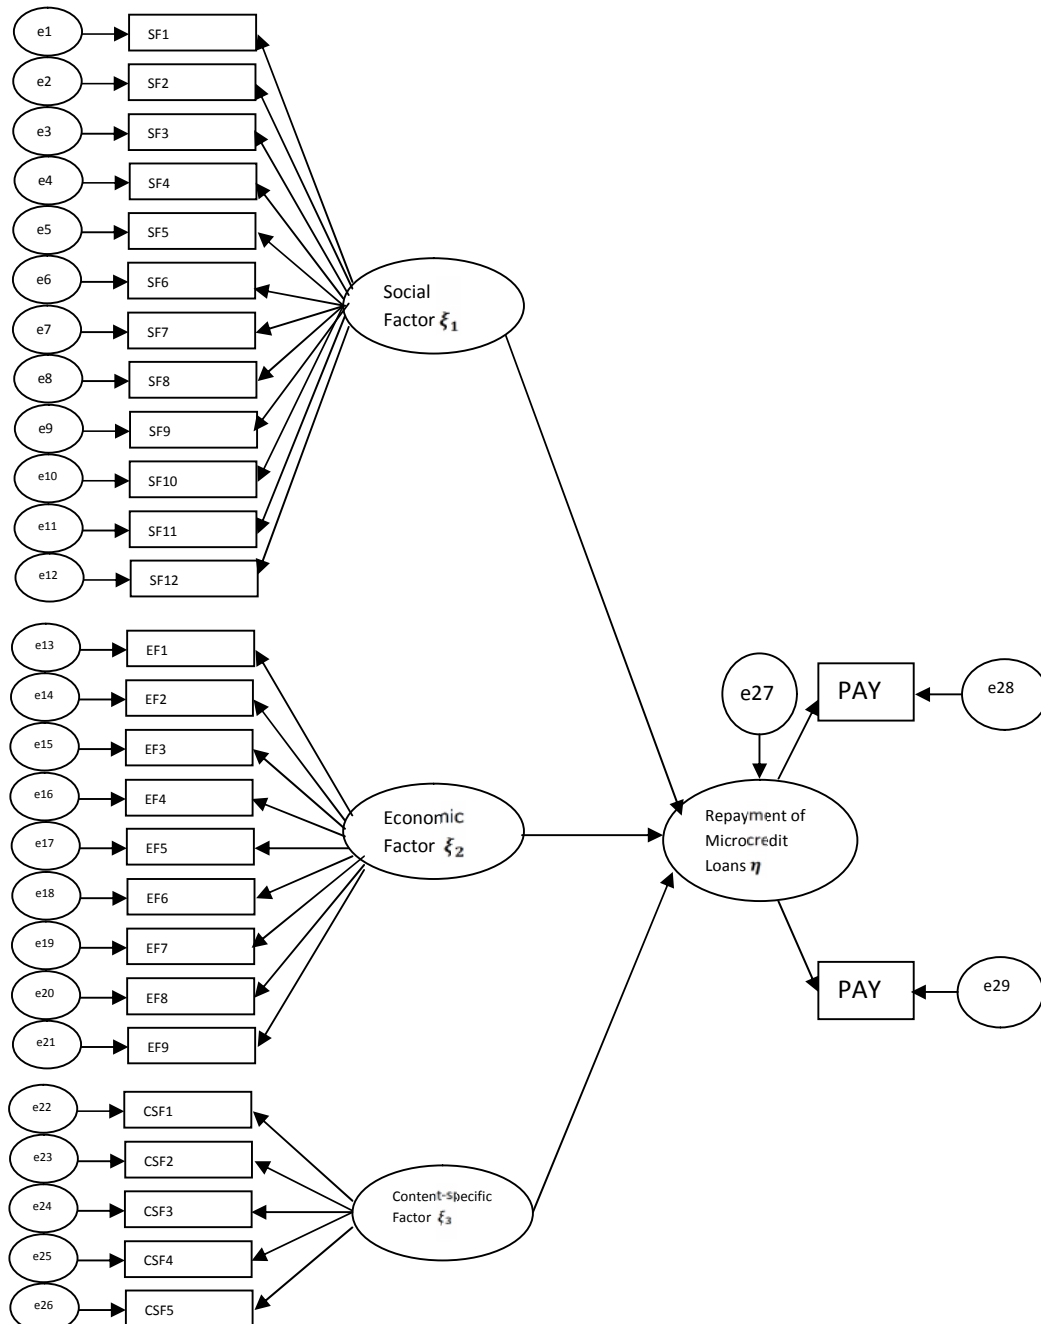 e1 SF1
e2 SF2
e3 SF3
e4 SF4
e5 SF5
e6 SF6
e7 SF7
e8 SF8
e9 SF9
e10 SF10
e11 SF11
e12 SF12
Social
Factor ξ₁
e13 EF1
e14 EF2
e15 EF3
e16 EF4
e17 EF5
e18 EF6
e19 EF7
e20 EF8
e21 EF9
Economic
Factor ξ₂
e22 CSF1
e23 CSF2
e24 CSF3
e25 CSF4
e26 CSF5
Content-specific
Factor ξ₃
e27
PAY
e28
Repayment of
Microcredit
Loans η
PAY
e29